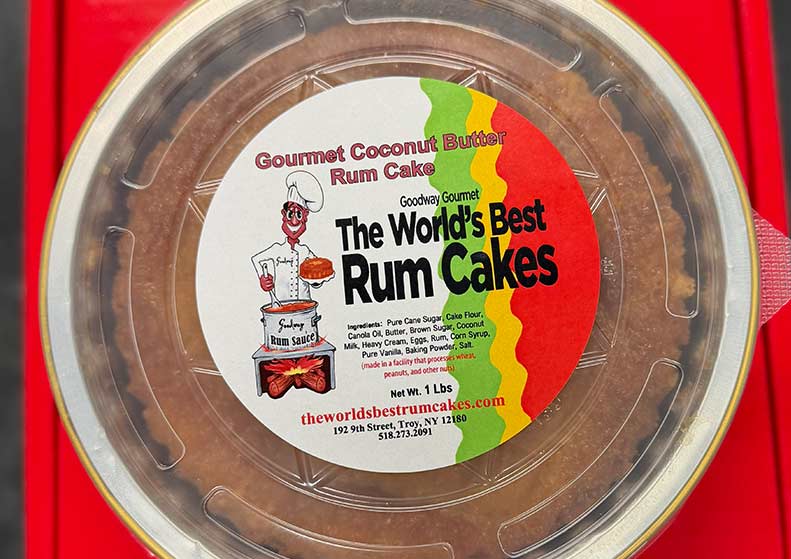 Gourmet Coconut Butter
Rum Cake
Goodway Gourmet
The World's Best
Rum Cakes
Goodway
Goodway
Rum Sauce
Ingredients: Pure Cane Sugar, Cake Flour,
Canola Oil, Butter, Brown Sugar, Coconut
Milk, Heavy Cream, Eggs, Rum, Corn Syrup,
Pure Vanilla, Baking Powder, Salt.
(made in a facility that processes wheat,
peanuts, and other nuts)
Net Wt. 1 Lbs
theworldsbestrumcakes.com
192 9th Street, Troy, NY 12180
518.273.2091